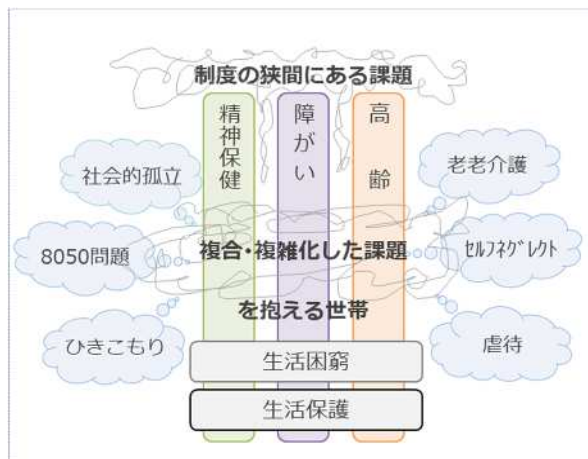 制度の狭間にある課題
精神保健
障がい
高齢
社会的孤立
老老介護
8050問題
複合・複雑化した課題
を抱える世帯
セルフネグレクト
ひきこもり
虐待
生活困窮
生活保護